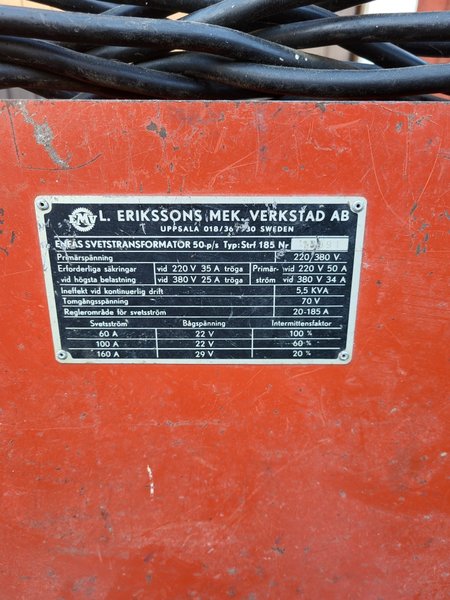 EMV L. ERIKSSONS MEK. VERKSTAD AB
UPPSALA 018/36 30 SWEDEN
ENFAS SVETSTRANSFORMATOR 50-p/s Typ: Strf 185 Nr
Primärspänning 220/380 V
Erforderliga säkringar vid 220 V 35 A tröga Primär- vid 220 V 50 A
vid högsta belastning vid 380 V 25 A tröga ström vid 380 V 34 A
Ineffekt vid kontinuerlig drift 5,5 KVA
Tomgångsspänning 70 V
Reglerområde för svetsström 20-185 A
Svetsström Bågspänning Intermittensfaktor
60 A 22 V 100 %
100 A 22 V 60 %
160 A 29 V 20 %